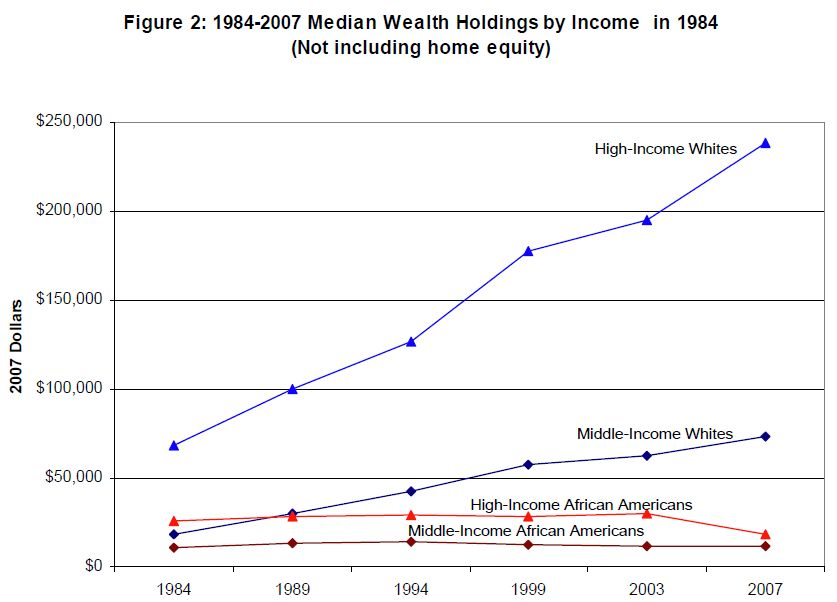 Figure 2: 1984-2007 Median Wealth Holdings by Income in 1984
(Not including home equity)
$250,000
High-Income Whites
$200,000
$150,000
2007 Dollars
$100,000
Middle-Income Whites
$50,000
High-Income African Americans
Middle-Income African Americans
$0
1984 1989 1994 1999 2003 2007